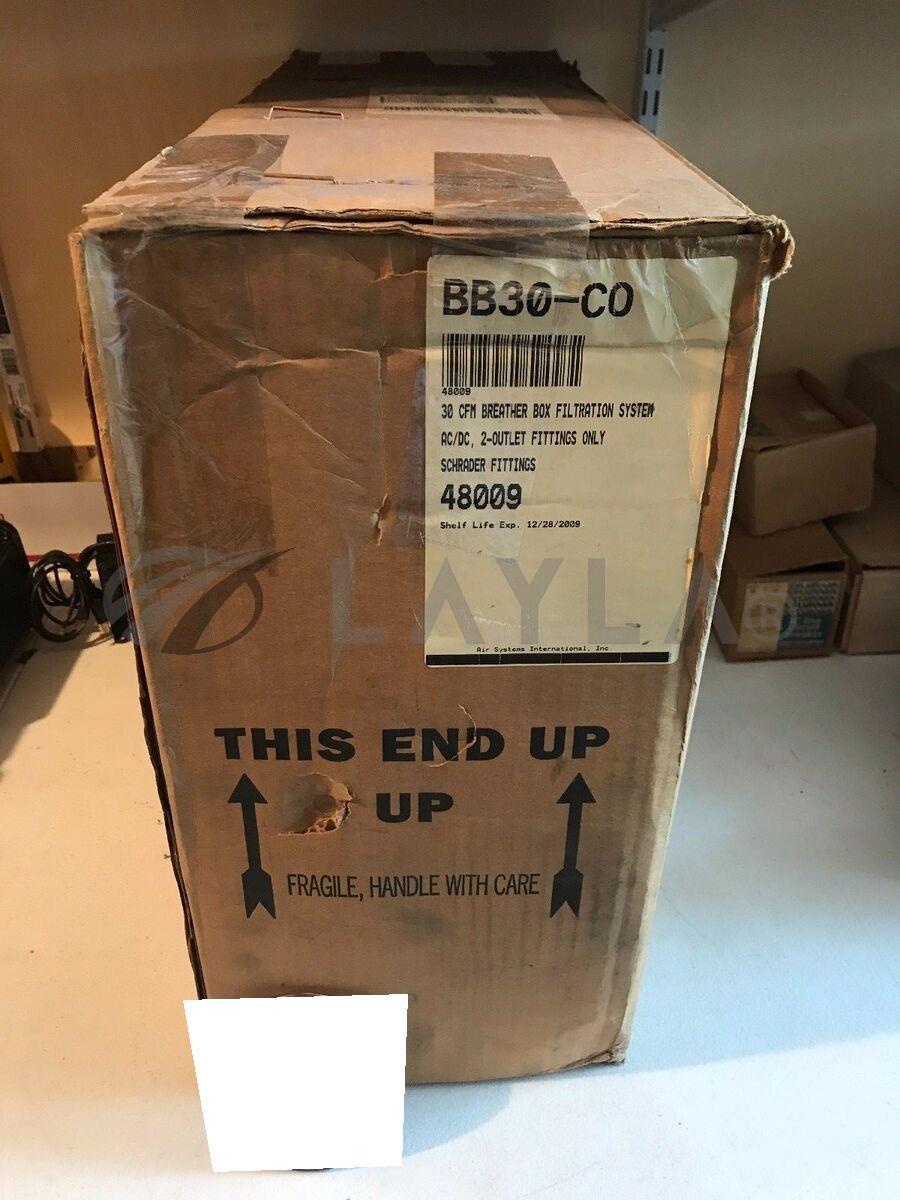 BB30-CO
48009
30 CFM BREATHER BOX FILTRATION SYSTEM
AC/DC, 2-OUTLET FITTINGS ONLY
SCHRADER FITTINGS
48009
Shelf Life Exp. 12/28/2009
LAYLA®
Air Systems International, Inc.
THIS END UP
UP
FRAGILE, HANDLE WITH CARE